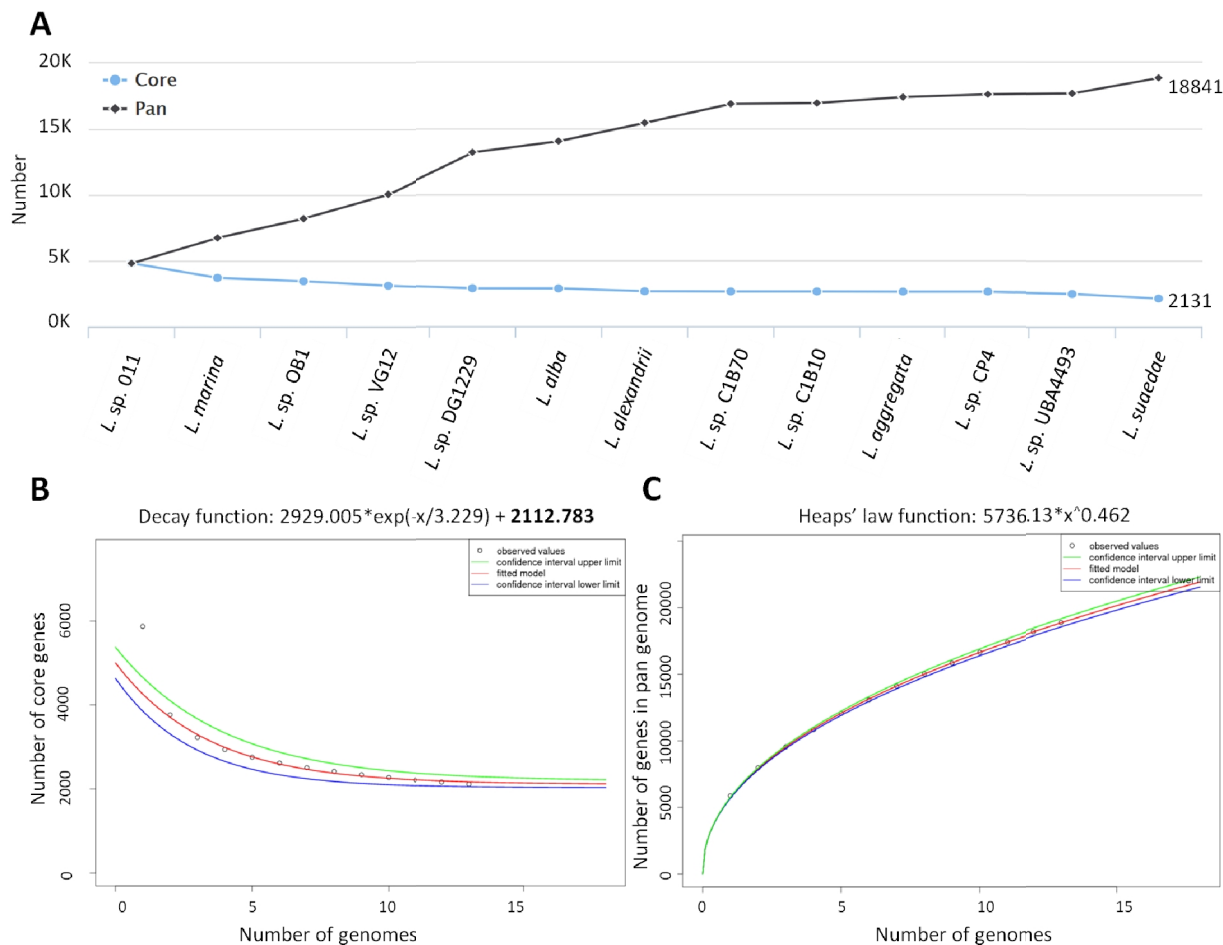 A
20K
15K
10K
5K
0K
Number
Core
Pan
18841
2131
L. sp. 011
L. marina
L. sp. OB1
L. sp. VG12
L. sp. DG1229
L. alba
L. alexandrii
L. sp. C1B70
L. sp. C1B10
L. aggregata
L. sp. CP4
L. sp. UBA4493
L. suaedae
B
Decay function: 2929.005*exp(-x/3.229) + 2112.783
observed values
confidence interval upper limit
fitted model
confidence interval lower limit
Number of core genes
6000
4000
2000
0
0 5 10 15
Number of genomes
C
Heaps’ law function: 5736.13*x^0.462
observed values
confidence interval upper limit
fitted model
confidence interval lower limit
Number of genes in pan genome
20000
15000
10000
5000
0
0 5 10 15
Number of genomes